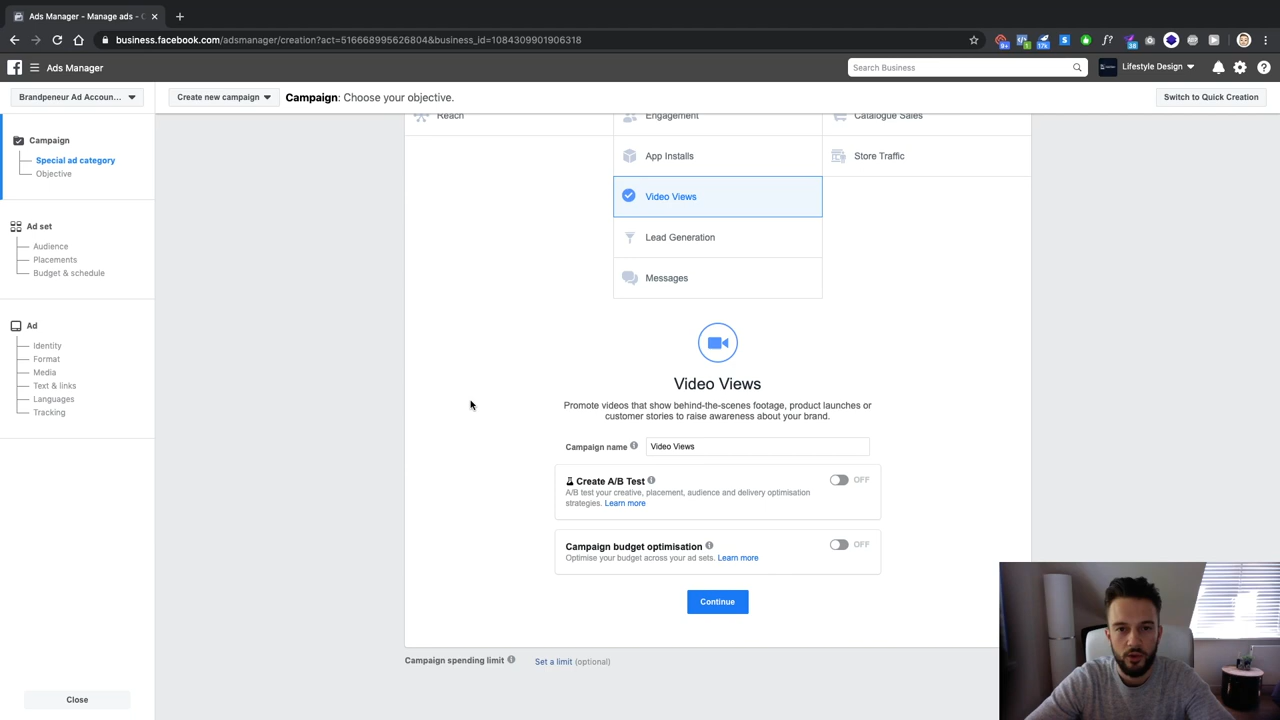 Ads Manager - Manage ads - C
business.facebook.com/adsmanager/creation?act=516668995626804&business_id=1084309901906318
9+
1
17k
S
f?
38
Ads Manager
Search Business
Lifestyle Design
Brandpeneur Ad Accoun...
Create new campaign
Campaign: Choose your objective.
Switch to Quick Creation
Campaign
Special ad category
Objective
Ad set
Audience
Placements
Budget & schedule
Ad
Identity
Format
Media
Text & links
Languages
Tracking
Close
Reach
Engagement
Catalogue Sales
App Installs
Store Traffic
Video Views
Lead Generation
Messages
Video Views
Promote videos that show behind-the-scenes footage, product launches or
customer stories to raise awareness about your brand.
Campaign name
Video Views
Create A/B Test
OFF
A/B test your creative, placement, audience and delivery optimisation
strategies. Learn more
Campaign budget optimisation
OFF
Optimise your budget across your ad sets. Learn more
Continue
Campaign spending limit
Set a limit (optional)